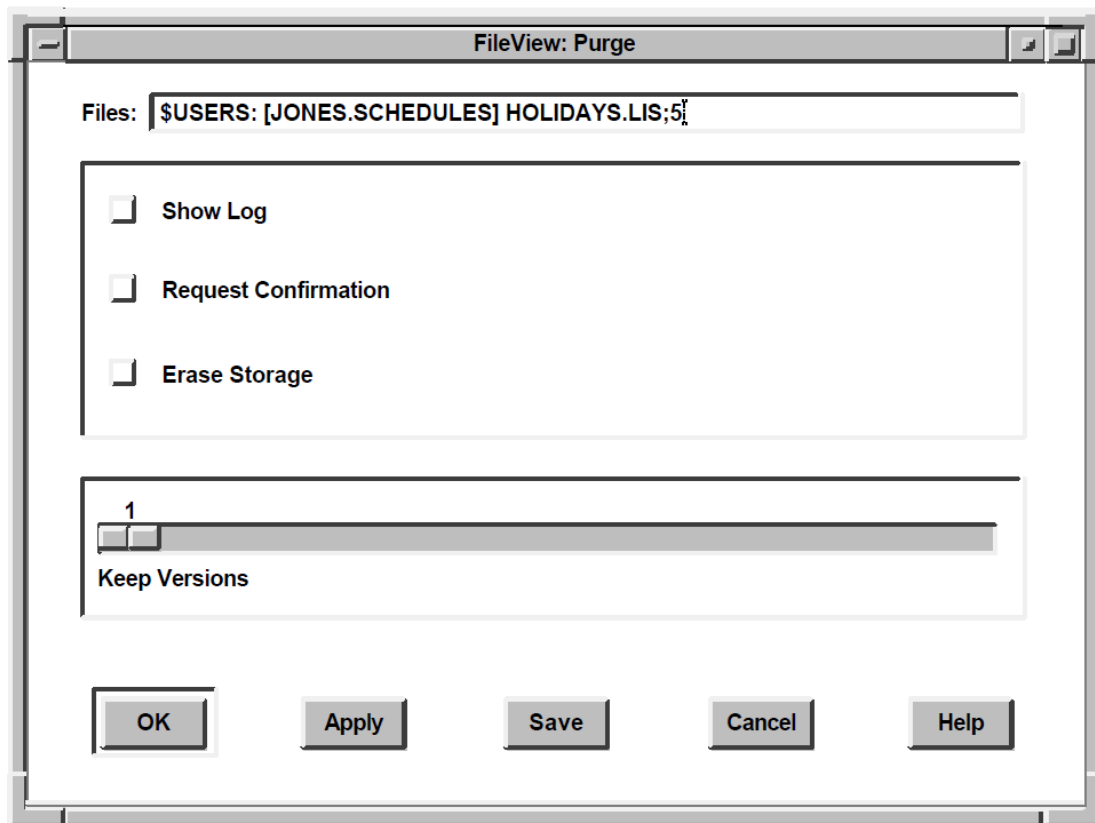 FileView: Purge
Files: $USERS: [JONES.SCHEDULES] HOLIDAYS.LIS;5
Show Log
Request Confirmation
Erase Storage
1
Keep Versions
OK Apply Save Cancel Help